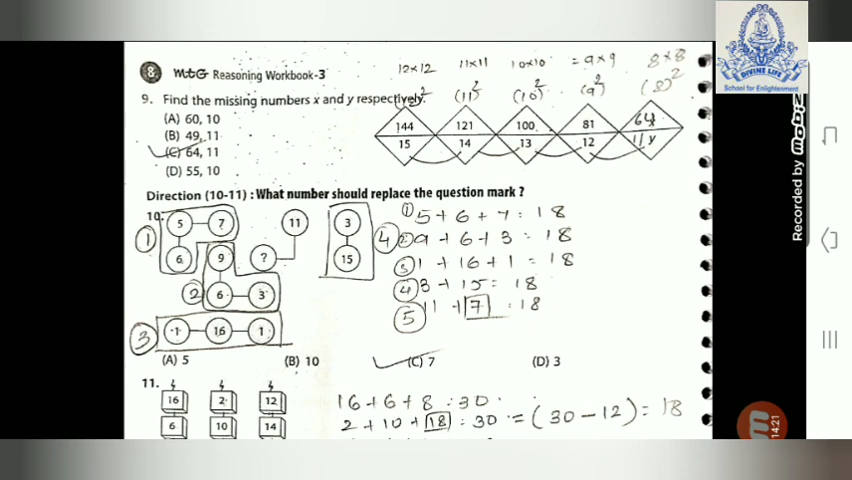 8. MtG Reasoning Workbook-3
12×12 11×11 10×10 = 9×9 8×8
9. Find the missing numbers x and y respectively.
(11)² (10)² (9)² (8)²
(A) 60, 10
(B) 49, 11
(C) 64, 11
(D) 55, 10
144 121 100 81 64
15 14 13 12 11 y
Direction (10-11) : What number should replace the question mark ?
10.
5 7 11 3
6 9 ? 15
6 3
1 16 1
1 2 3 4
① 5 + 6 + 7 : 18
② 9 + 6 + 3 = 18
③ 1 + 16 + 1 = 18
④ 3 + 15 = 18
⑤ 11 + 7 = 18
(A) 5 (B) 10 (C) 7 (D) 3
11.
16 2 12
6 10 14
16 + 6 + 8 : 30
2 + 10 + 18 : 30 = (30 − 12) = 18
DIVINE LIFE
School for Enlightenment
Recorded by
14:21